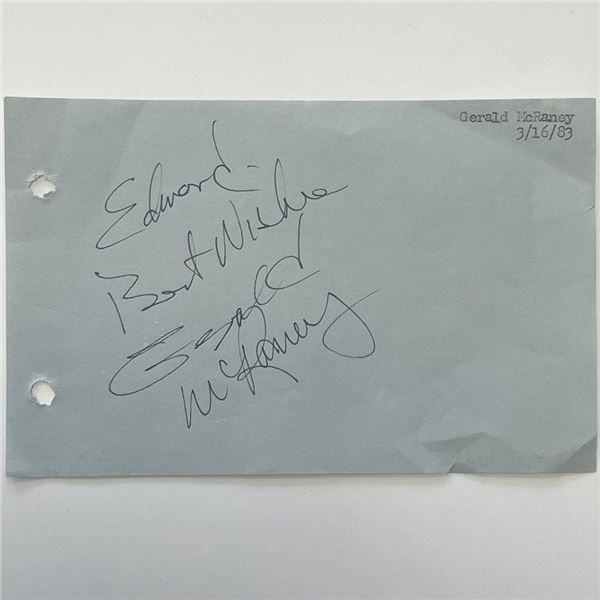 Gerald McRaney
3/16/83
Edward -
Best Wishes
Gerald
McRaney